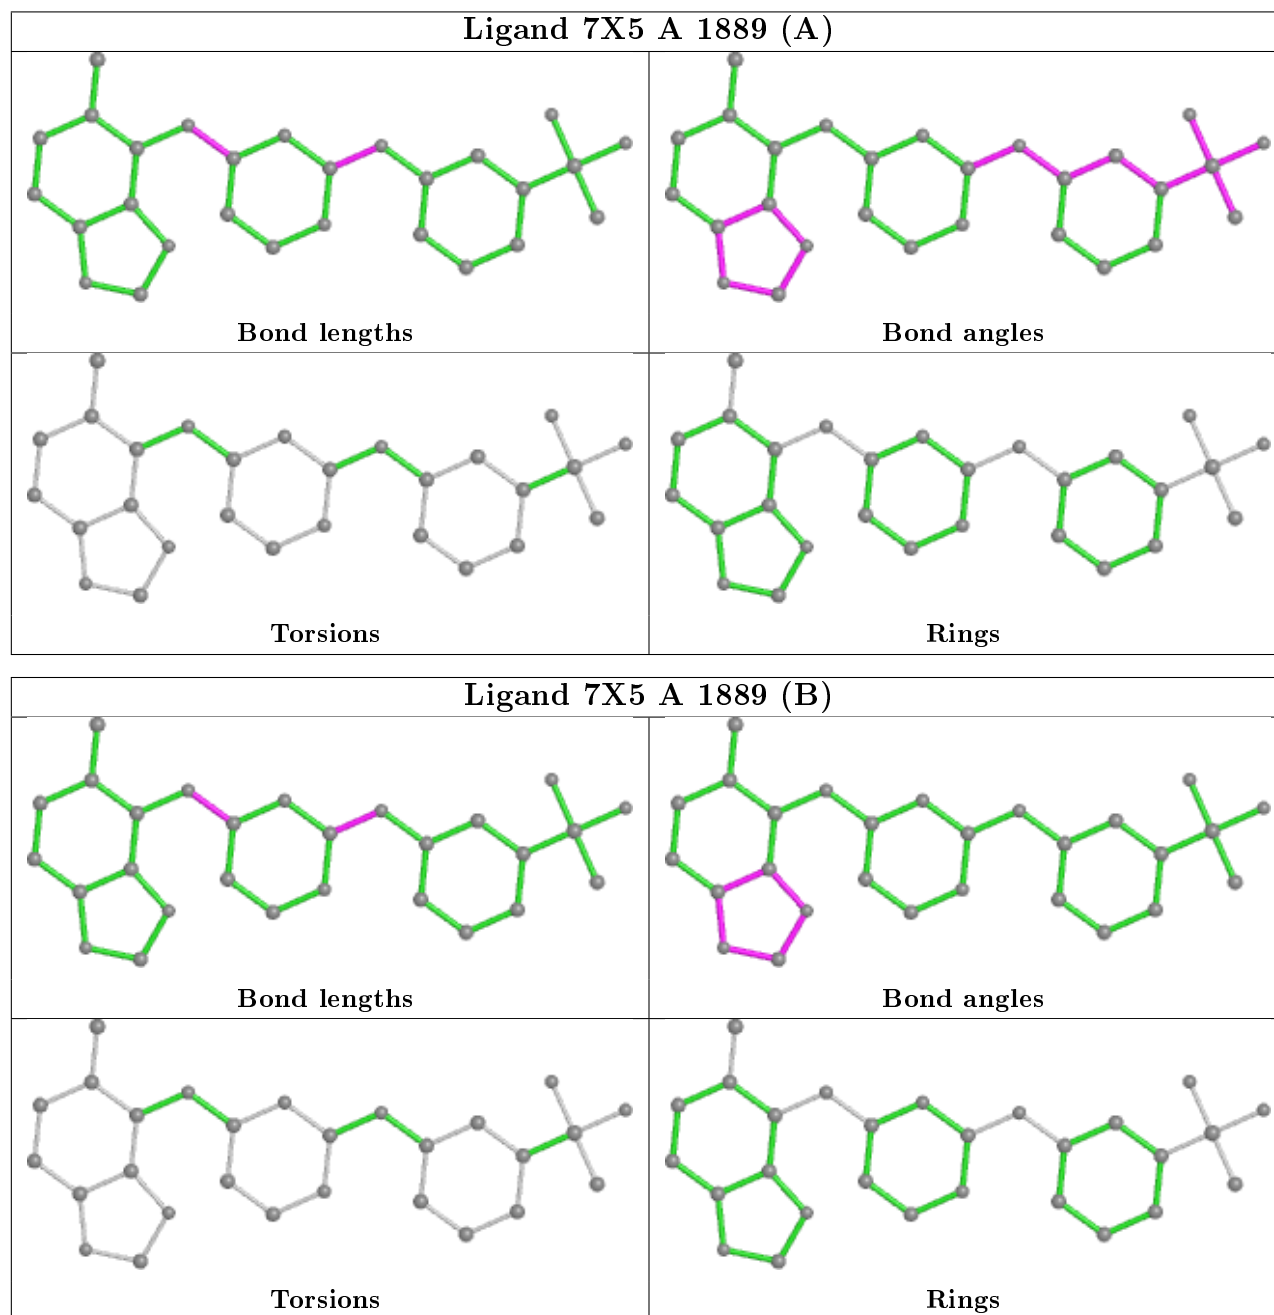 Ligand 7X5 A 1889 (A)
Bond lengths
Bond angles
Torsions
Rings
Ligand 7X5 A 1889 (B)
Bond lengths
Bond angles
Torsions
Rings